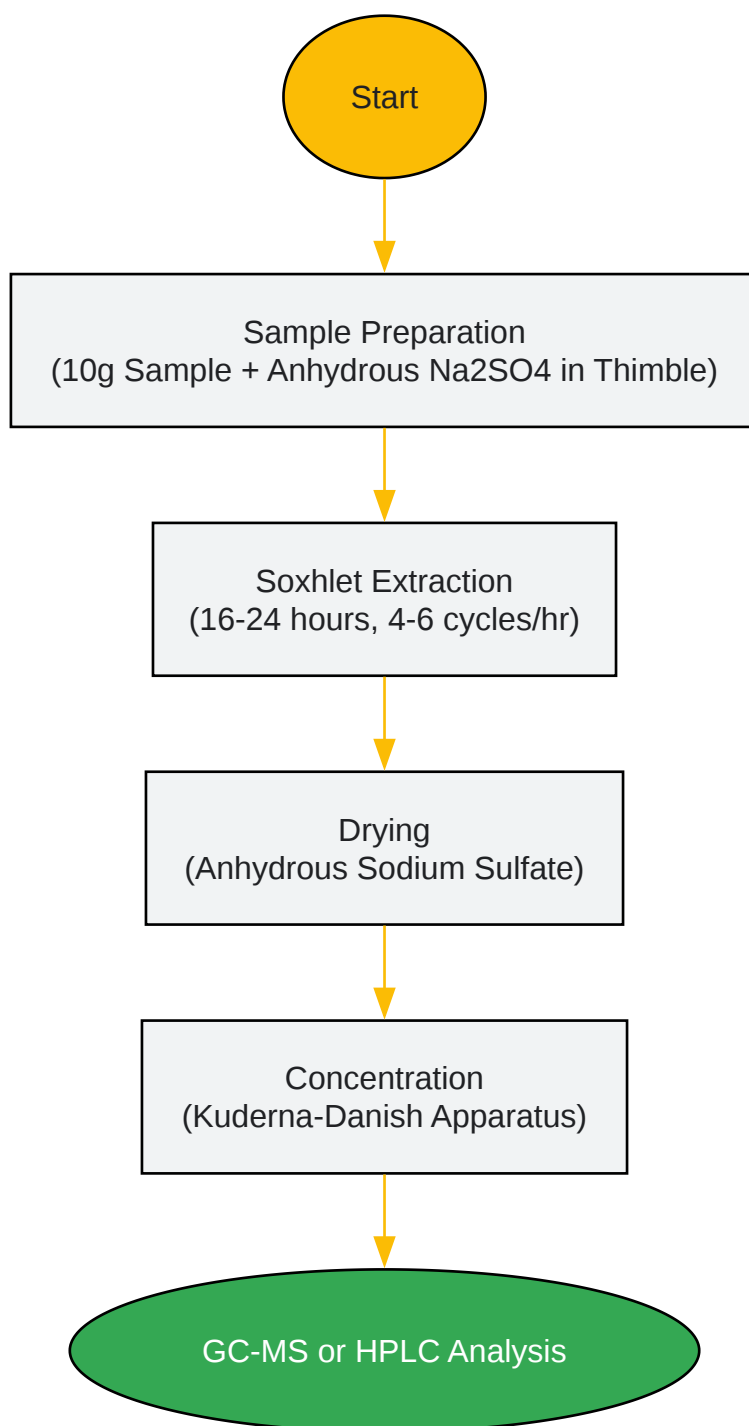 Start
Sample Preparation
(10g Sample + Anhydrous Na2SO4 in Thimble)
Soxhlet Extraction
(16-24 hours, 4-6 cycles/hr)
Drying
(Anhydrous Sodium Sulfate)
Concentration
(Kuderna-Danish Apparatus)
GC-MS or HPLC Analysis